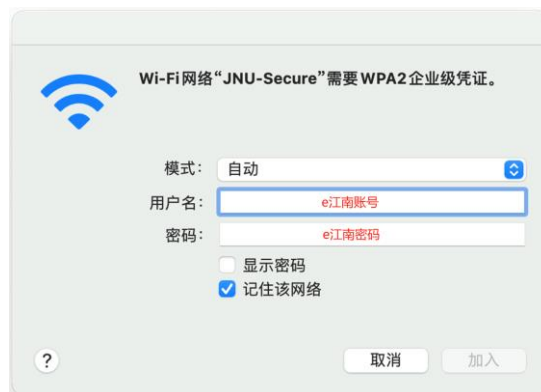 Wi-Fi网络“JNU-Secure”需要WPA2企业级凭证。
模式： 自动
用户名： e江南账号
密码： e江南密码
显示密码
记住该网络
? 取消 加入